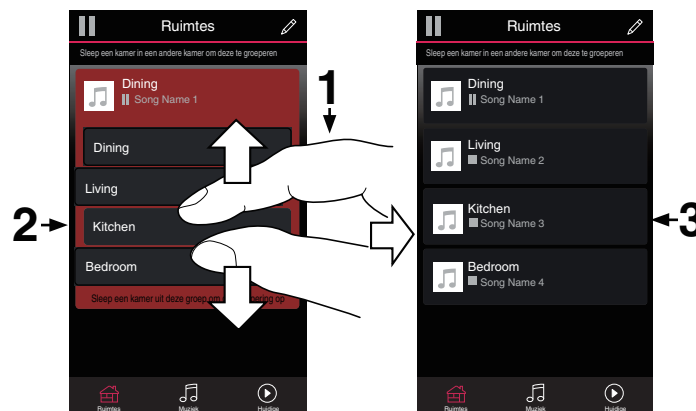 Ruimtes
Sleep een kamer in een andere kamer om deze te groeperen
Dining
Song Name 1
Dining
Living
Kitchen
Bedroom
Sleep een kamer uit deze groep om oering op
Ruimtes
Muziek
Huidige
1
2
Ruimtes
Sleep een kamer in een andere kamer om deze te groeperen
Dining
Song Name 1
Living
Song Name 2
Kitchen
Song Name 3
Bedroom
Song Name 4
Ruimtes
Muziek
Huidige
3